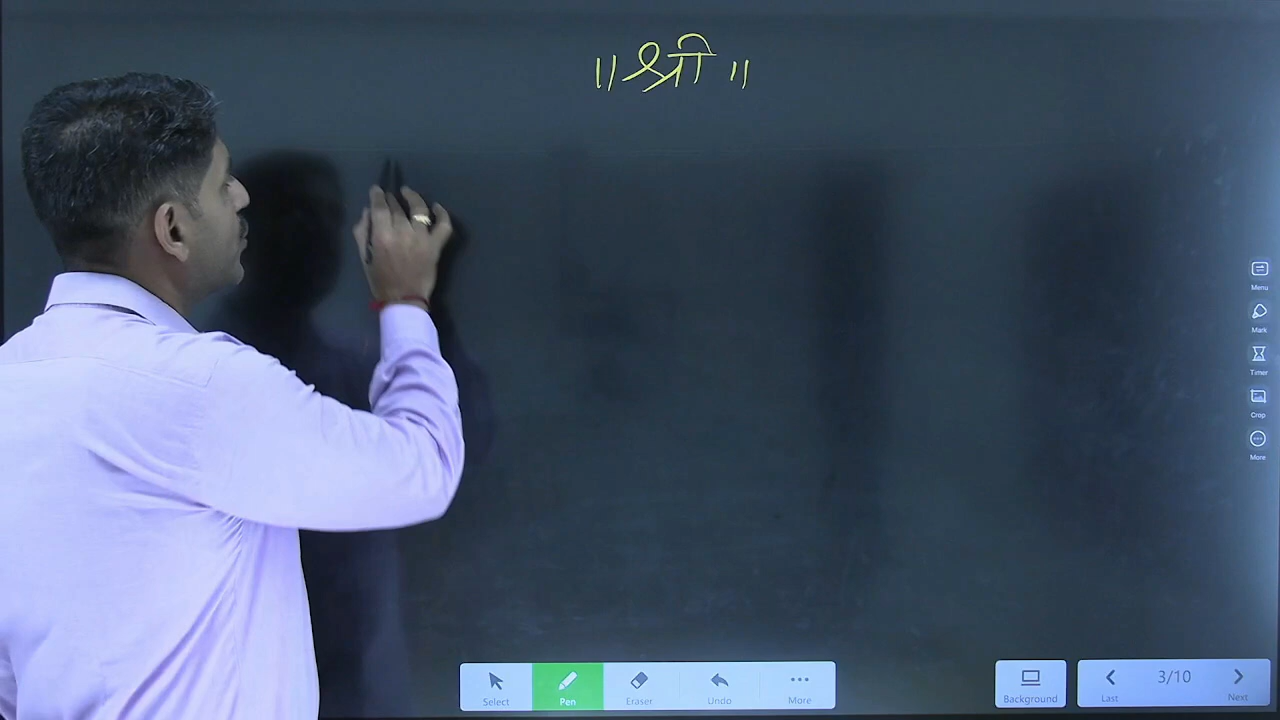 ॥ श्री ॥
Menu
Mark
Timer
Crop
More
Select
Pen
Eraser
Undo
More
Background
Last
3/10
Next